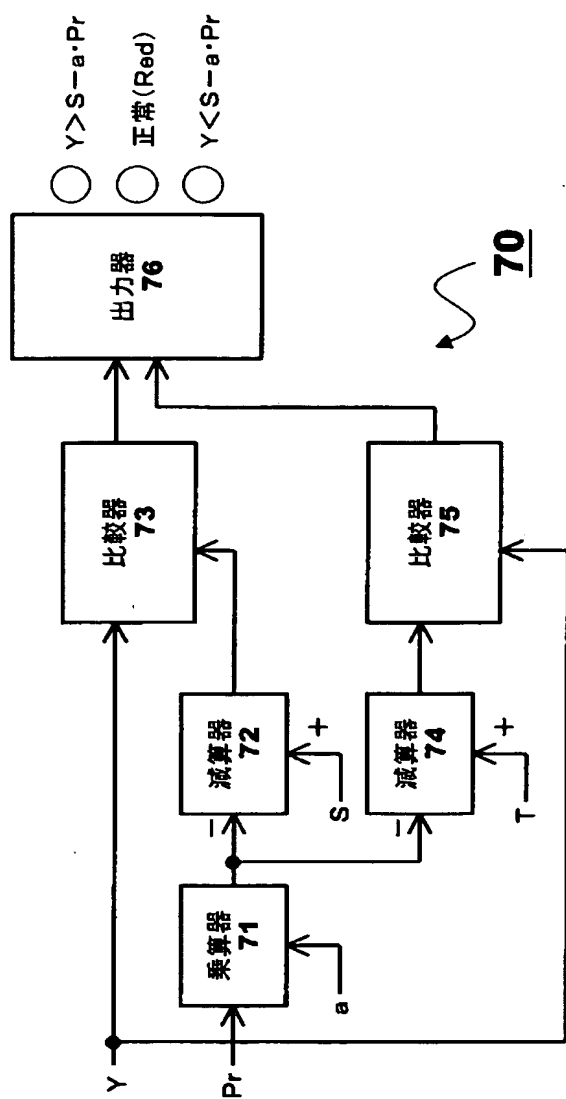 Y
Pr
a
乗算器
71
−
減算器
72
+
S
−
減算器
74
+
T
比較器
73
比較器
75
出力器
76
Y>S−a·Pr
正常(Red)
Y<S−a·Pr
70